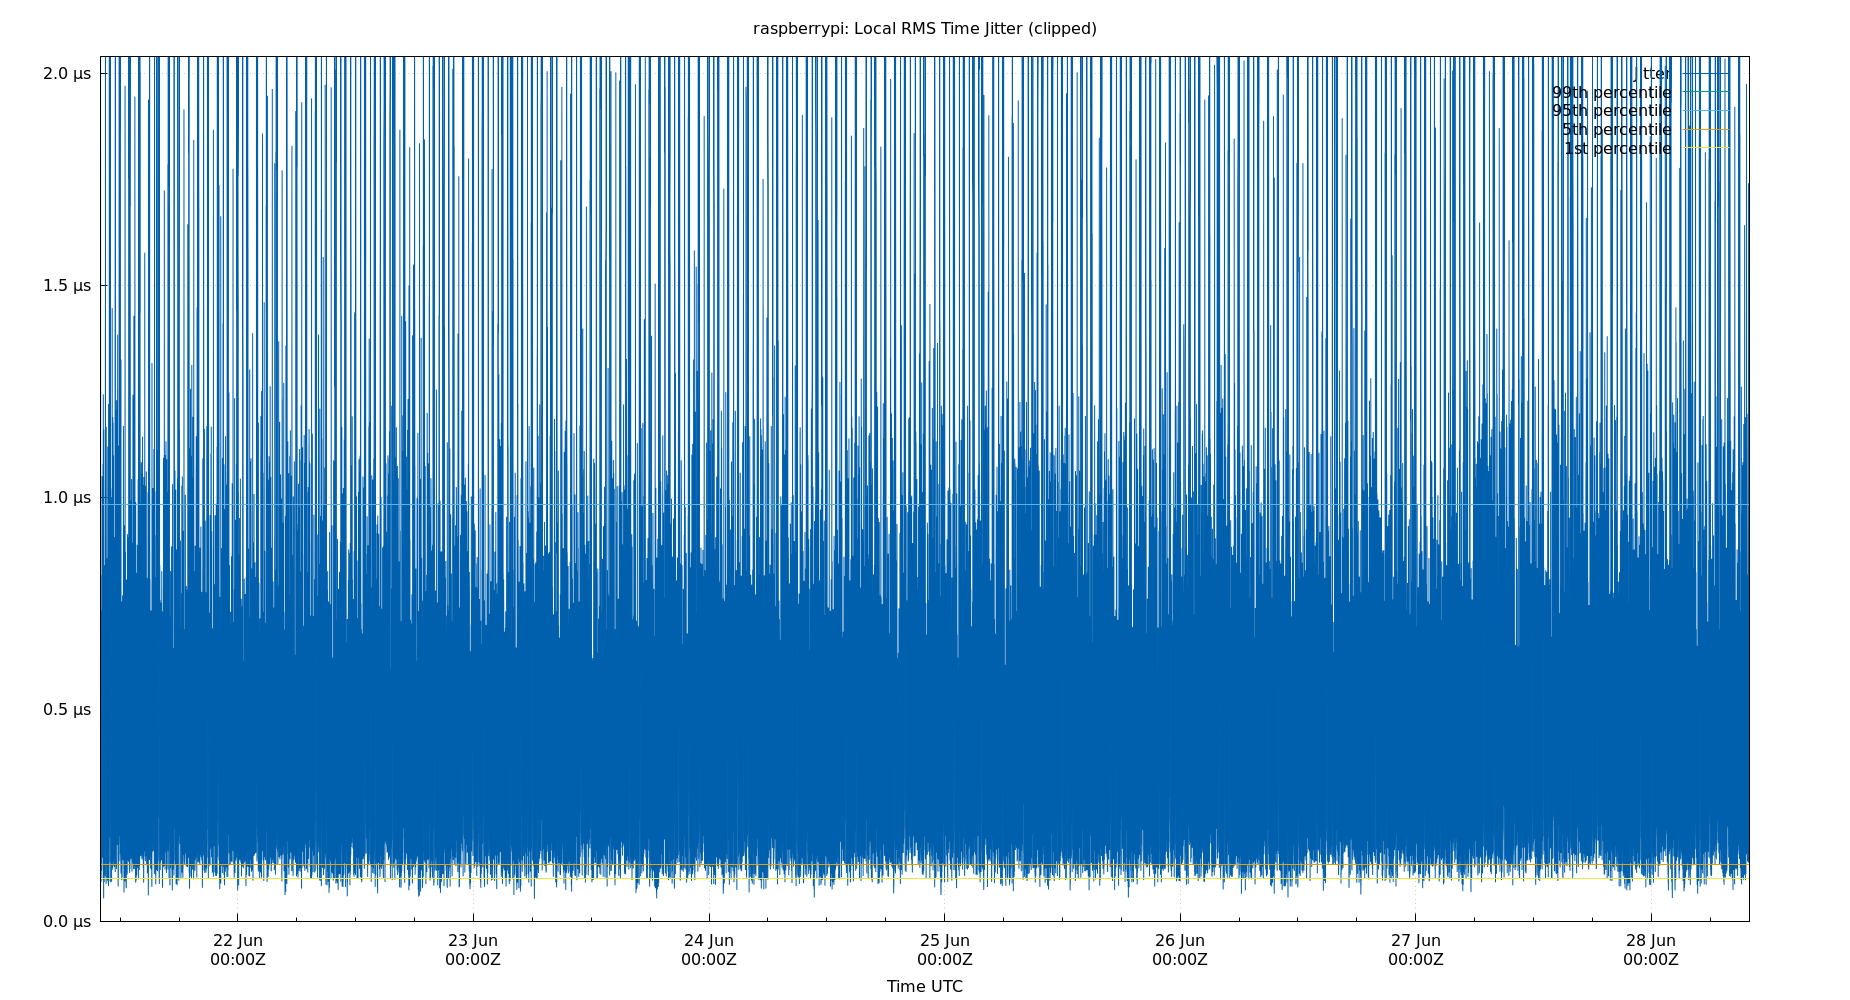 raspberrypi: Local RMS Time Jitter (clipped)
2.0 µs
1.5 µs
1.0 µs
0.5 µs
0.0 µs
jitter
99th percentile
95th percentile
5th percentile
1st percentile
22 Jun 23 Jun 24 Jun 25 Jun 26 Jun 27 Jun 28 Jun
00:00Z 00:00Z 00:00Z 00:00Z 00:00Z 00:00Z 00:00Z
Time UTC